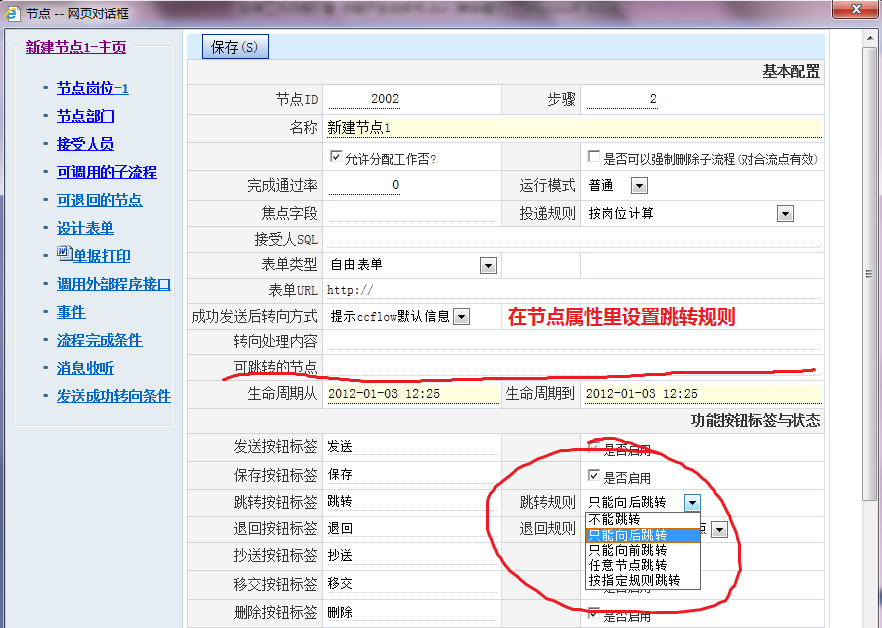 节点 -- 网页对话框
新建节点1-主页
节点岗位-1
节点部门
接受人员
可调用的子流程
可退回的节点
设计表单
单据打印
调用外部程序接口
事件
流程完成条件
消息收听
发送成功转向条件
保存(S)
基本配置
节点ID 2002 步骤 2
名称 新建节点1
允许分配工作否? 是否可以强制删除子流程(对合流点有效)
完成通过率 0 运行模式 普通
焦点字段 投递规则 按岗位计算
接受人SQL
表单类型 自由表单
表单URL http://
成功发送后转向方式 提示ccflow默认信息 在节点属性里设置跳转规则
转向处理内容
可跳转的节点
生命周期从 2012-01-03 12:25 生命周期到 2012-01-03 12:25
功能按钮标签与状态
发送按钮标签 发送 是否启用
保存按钮标签 保存 是否启用
跳转按钮标签 跳转 跳转规则 只能向后跳转
不能跳转
退回按钮标签 退回 退回规则 只能向后跳转
只能向前跳转
抄送按钮标签 抄送 任意节点跳转
按指定规则跳转
移交按钮标签 移交
删除按钮标签 删除 是否启用